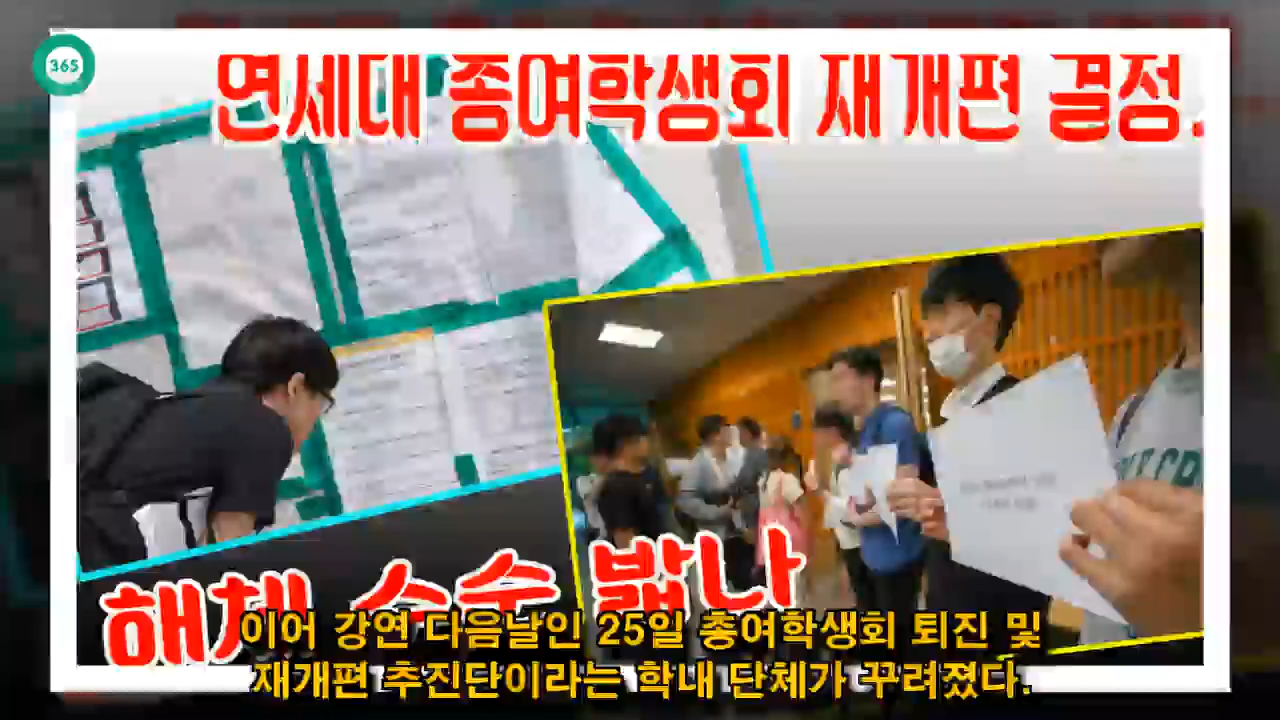 365
연세대 총여학생회 재개편 결정.
해체 수순 밟나
이어 강연 다음날인 25일 총여학생회 퇴진 및
재개편 추진단이라는 학내 단체가 꾸려졌다.